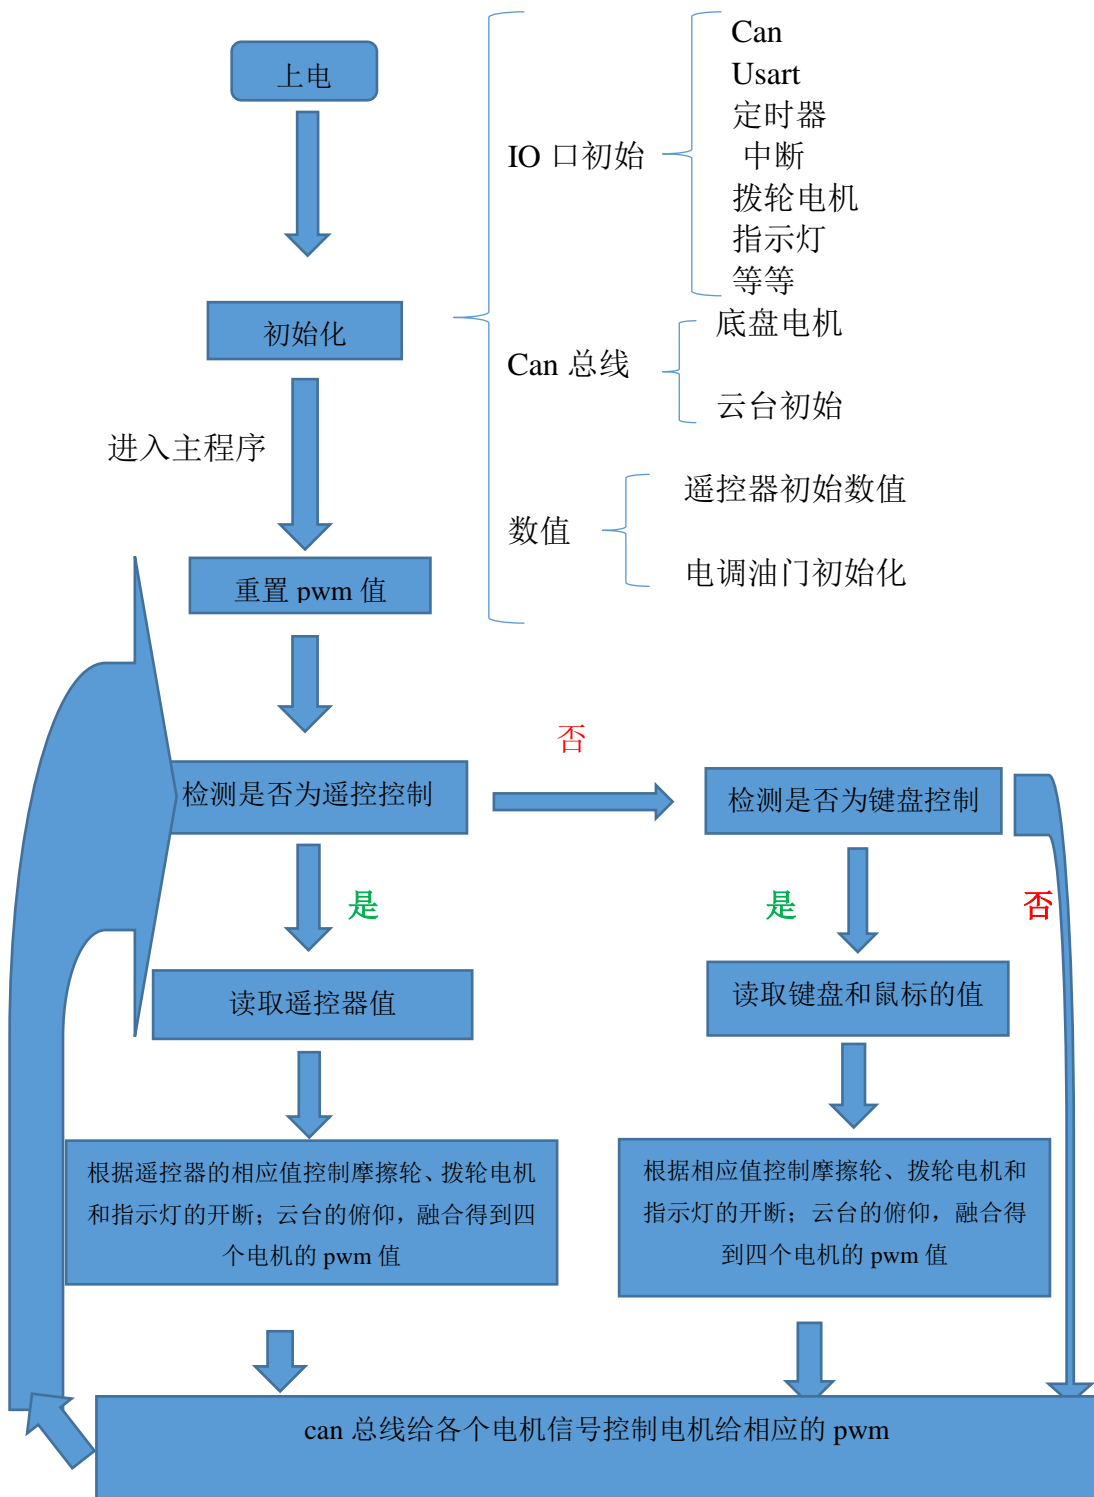 上电
初始化
IO 口初始
Can
Usart
定时器
中断
拨轮电机
指示灯
等等
Can 总线
底盘电机
云台初始
数值
遥控器初始数值
电调油门初始化
进入主程序
重置 pwm 值
检测是否为遥控控制
否
检测是否为键盘控制
是
是
否
读取遥控器值
读取键盘和鼠标的值
根据遥控器的相应值控制摩擦轮、拨轮电机
和指示灯的开断；云台的俯仰，融合得到四
个电机的 pwm 值
根据相应值控制摩擦轮、拨轮电机和
指示灯的开断；云台的俯仰，融合得
到四个电机的 pwm 值
can 总线给各个电机信号控制电机给相应的 pwm